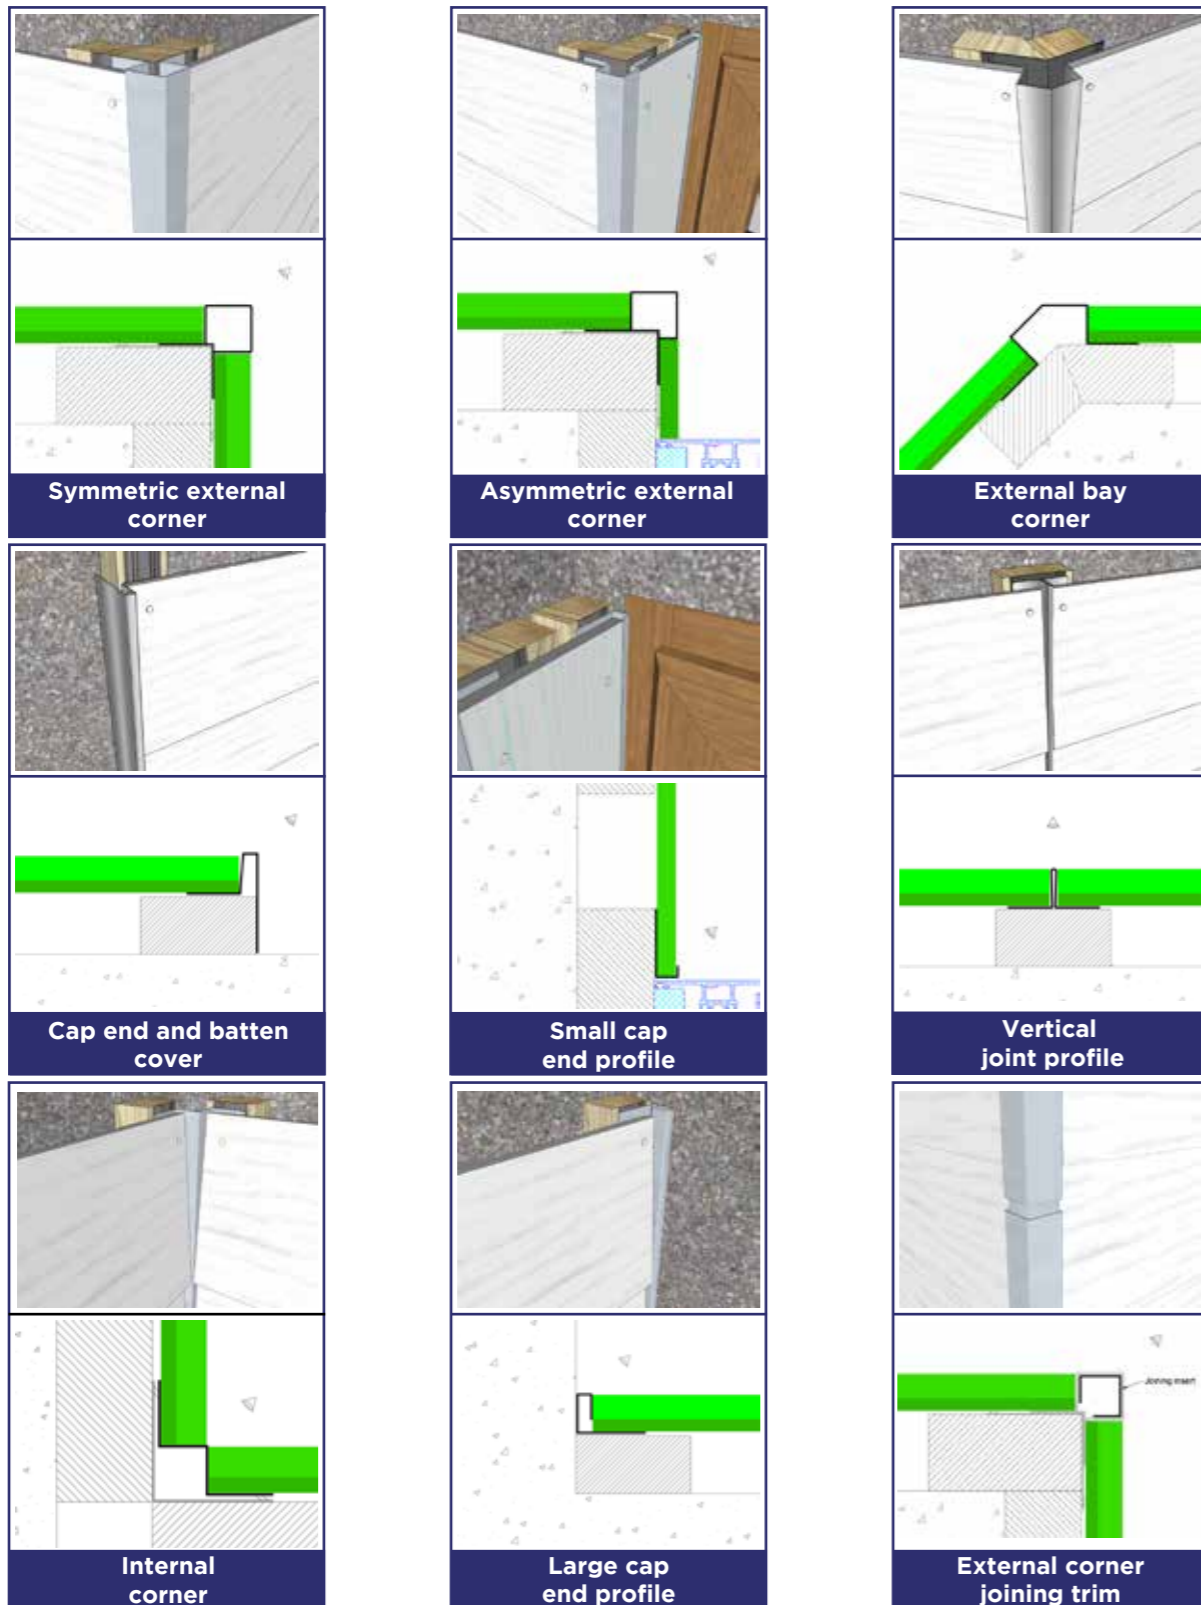 Symmetric external
corner
Asymmetric external
corner
External bay
corner
Cap end and batten
cover
Small cap
end profile
Vertical
joint profile
Joining insert
Internal
corner
Large cap
end profile
External corner
joining trim